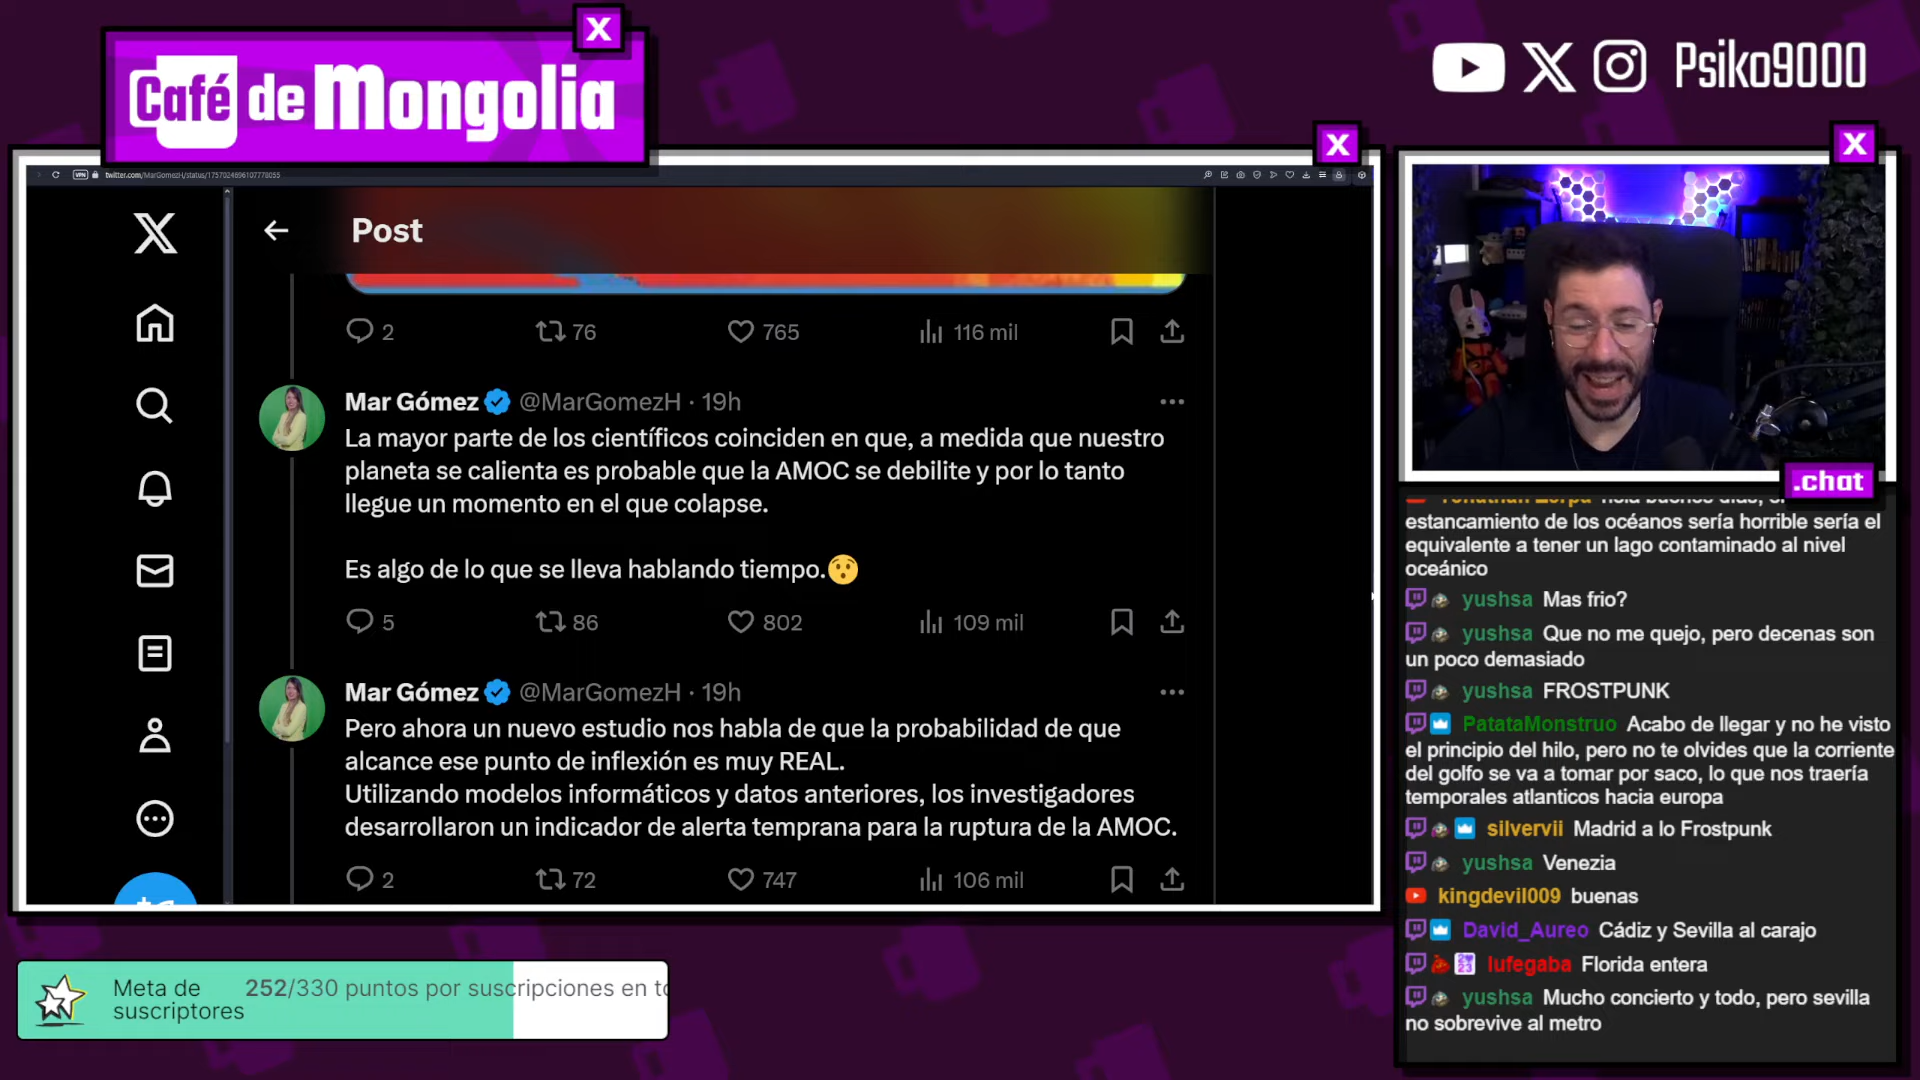 Café de Mongolia
Psiko9000
twitter.com/MarGomezH/status/1757024696107778055
VPN
Post
2 76 765 116 mil
Mar Gómez @MarGomezH · 19h
La mayor parte de los científicos coinciden en que, a medida que nuestro
planeta se calienta es probable que la AMOC se debilite y por lo tanto
llegue un momento en el que colapse.
Es algo de lo que se lleva hablando tiempo.😯
5 86 802 109 mil
Mar Gómez @MarGomezH · 19h
Pero ahora un nuevo estudio nos habla de que la probabilidad de que
alcance ese punto de inflexión es muy REAL.
Utilizando modelos informáticos y datos anteriores, los investigadores
desarrollaron un indicador de alerta temprana para la ruptura de la AMOC.
2 72 747 106 mil
Meta de
suscriptores
252/330 puntos por suscripciones en to
.chat
estancamiento de los océanos sería horrible sería el
equivalente a tener un lago contaminado al nivel
oceánico
yushsa Mas frio?
yushsa Que no me quejo, pero decenas son
un poco demasiado
yushsa FROSTPUNK
PatataMonstruo Acabo de llegar y no he visto
el principio del hilo, pero no te olvides que la corriente
del golfo se va a tomar por saco, lo que nos traería
temporales atlanticos hacia europa
silvervii Madrid a lo Frostpunk
yushsa Venezia
kingdevil009 buenas
David_Aureo Cádiz y Sevilla al carajo
lufegaba Florida entera
yushsa Mucho concierto y todo, pero sevilla
no sobrevive al metro